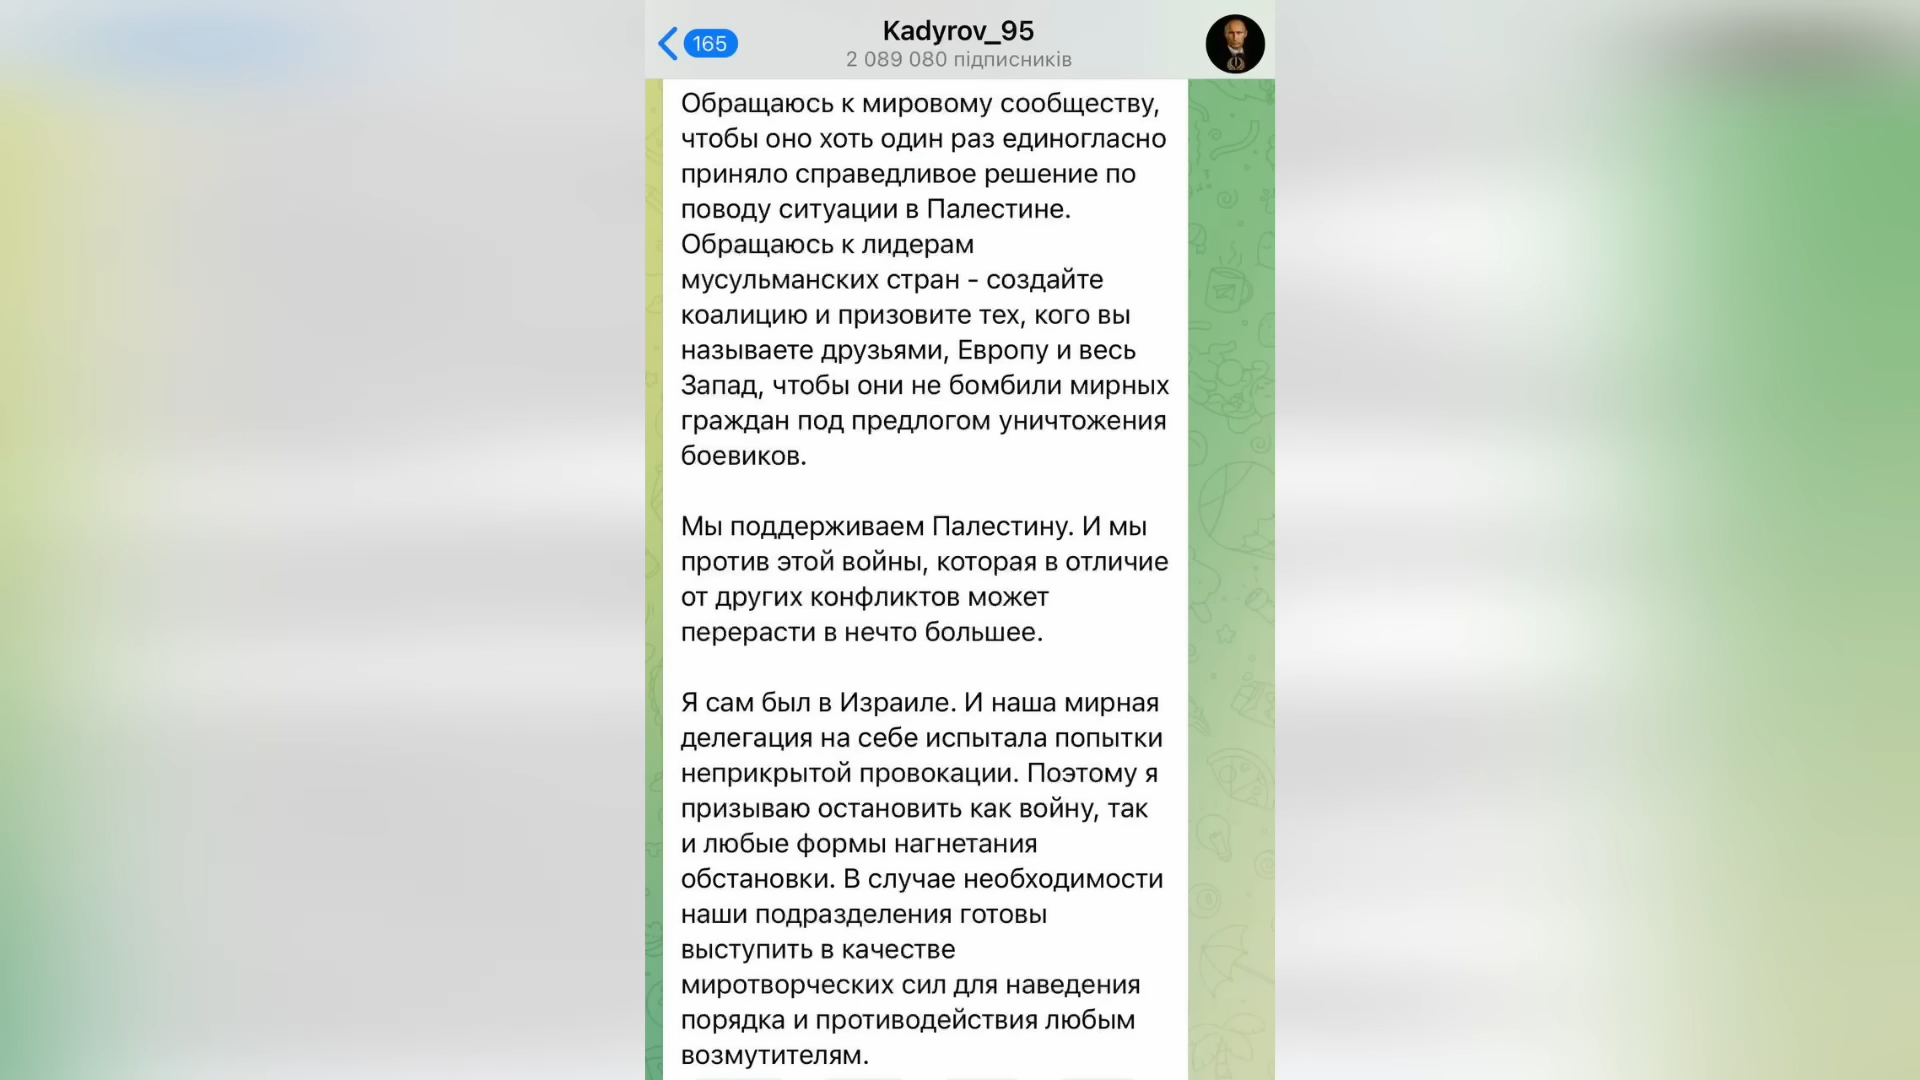 165
Kadyrov_95
2 089 080 підписників
Обращаюсь к мировому сообществу,
чтобы оно хоть один раз единогласно
приняло справедливое решение по
поводу ситуации в Палестине.
Обращаюсь к лидерам
мусульманских стран - создайте
коалицию и призовите тех, кого вы
называете друзьями, Европу и весь
Запад, чтобы они не бомбили мирных
граждан под предлогом уничтожения
боевиков.
Мы поддерживаем Палестину. И мы
против этой войны, которая в отличие
от других конфликтов может
перерасти в нечто большее.
Я сам был в Израиле. И наша мирная
делегация на себе испытала попытки
неприкрытой провокации. Поэтому я
призываю остановить как войну, так
и любые формы нагнетания
обстановки. В случае необходимости
наши подразделения готовы
выступить в качестве
миротворческих сил для наведения
порядка и противодействия любым
возмутителям.